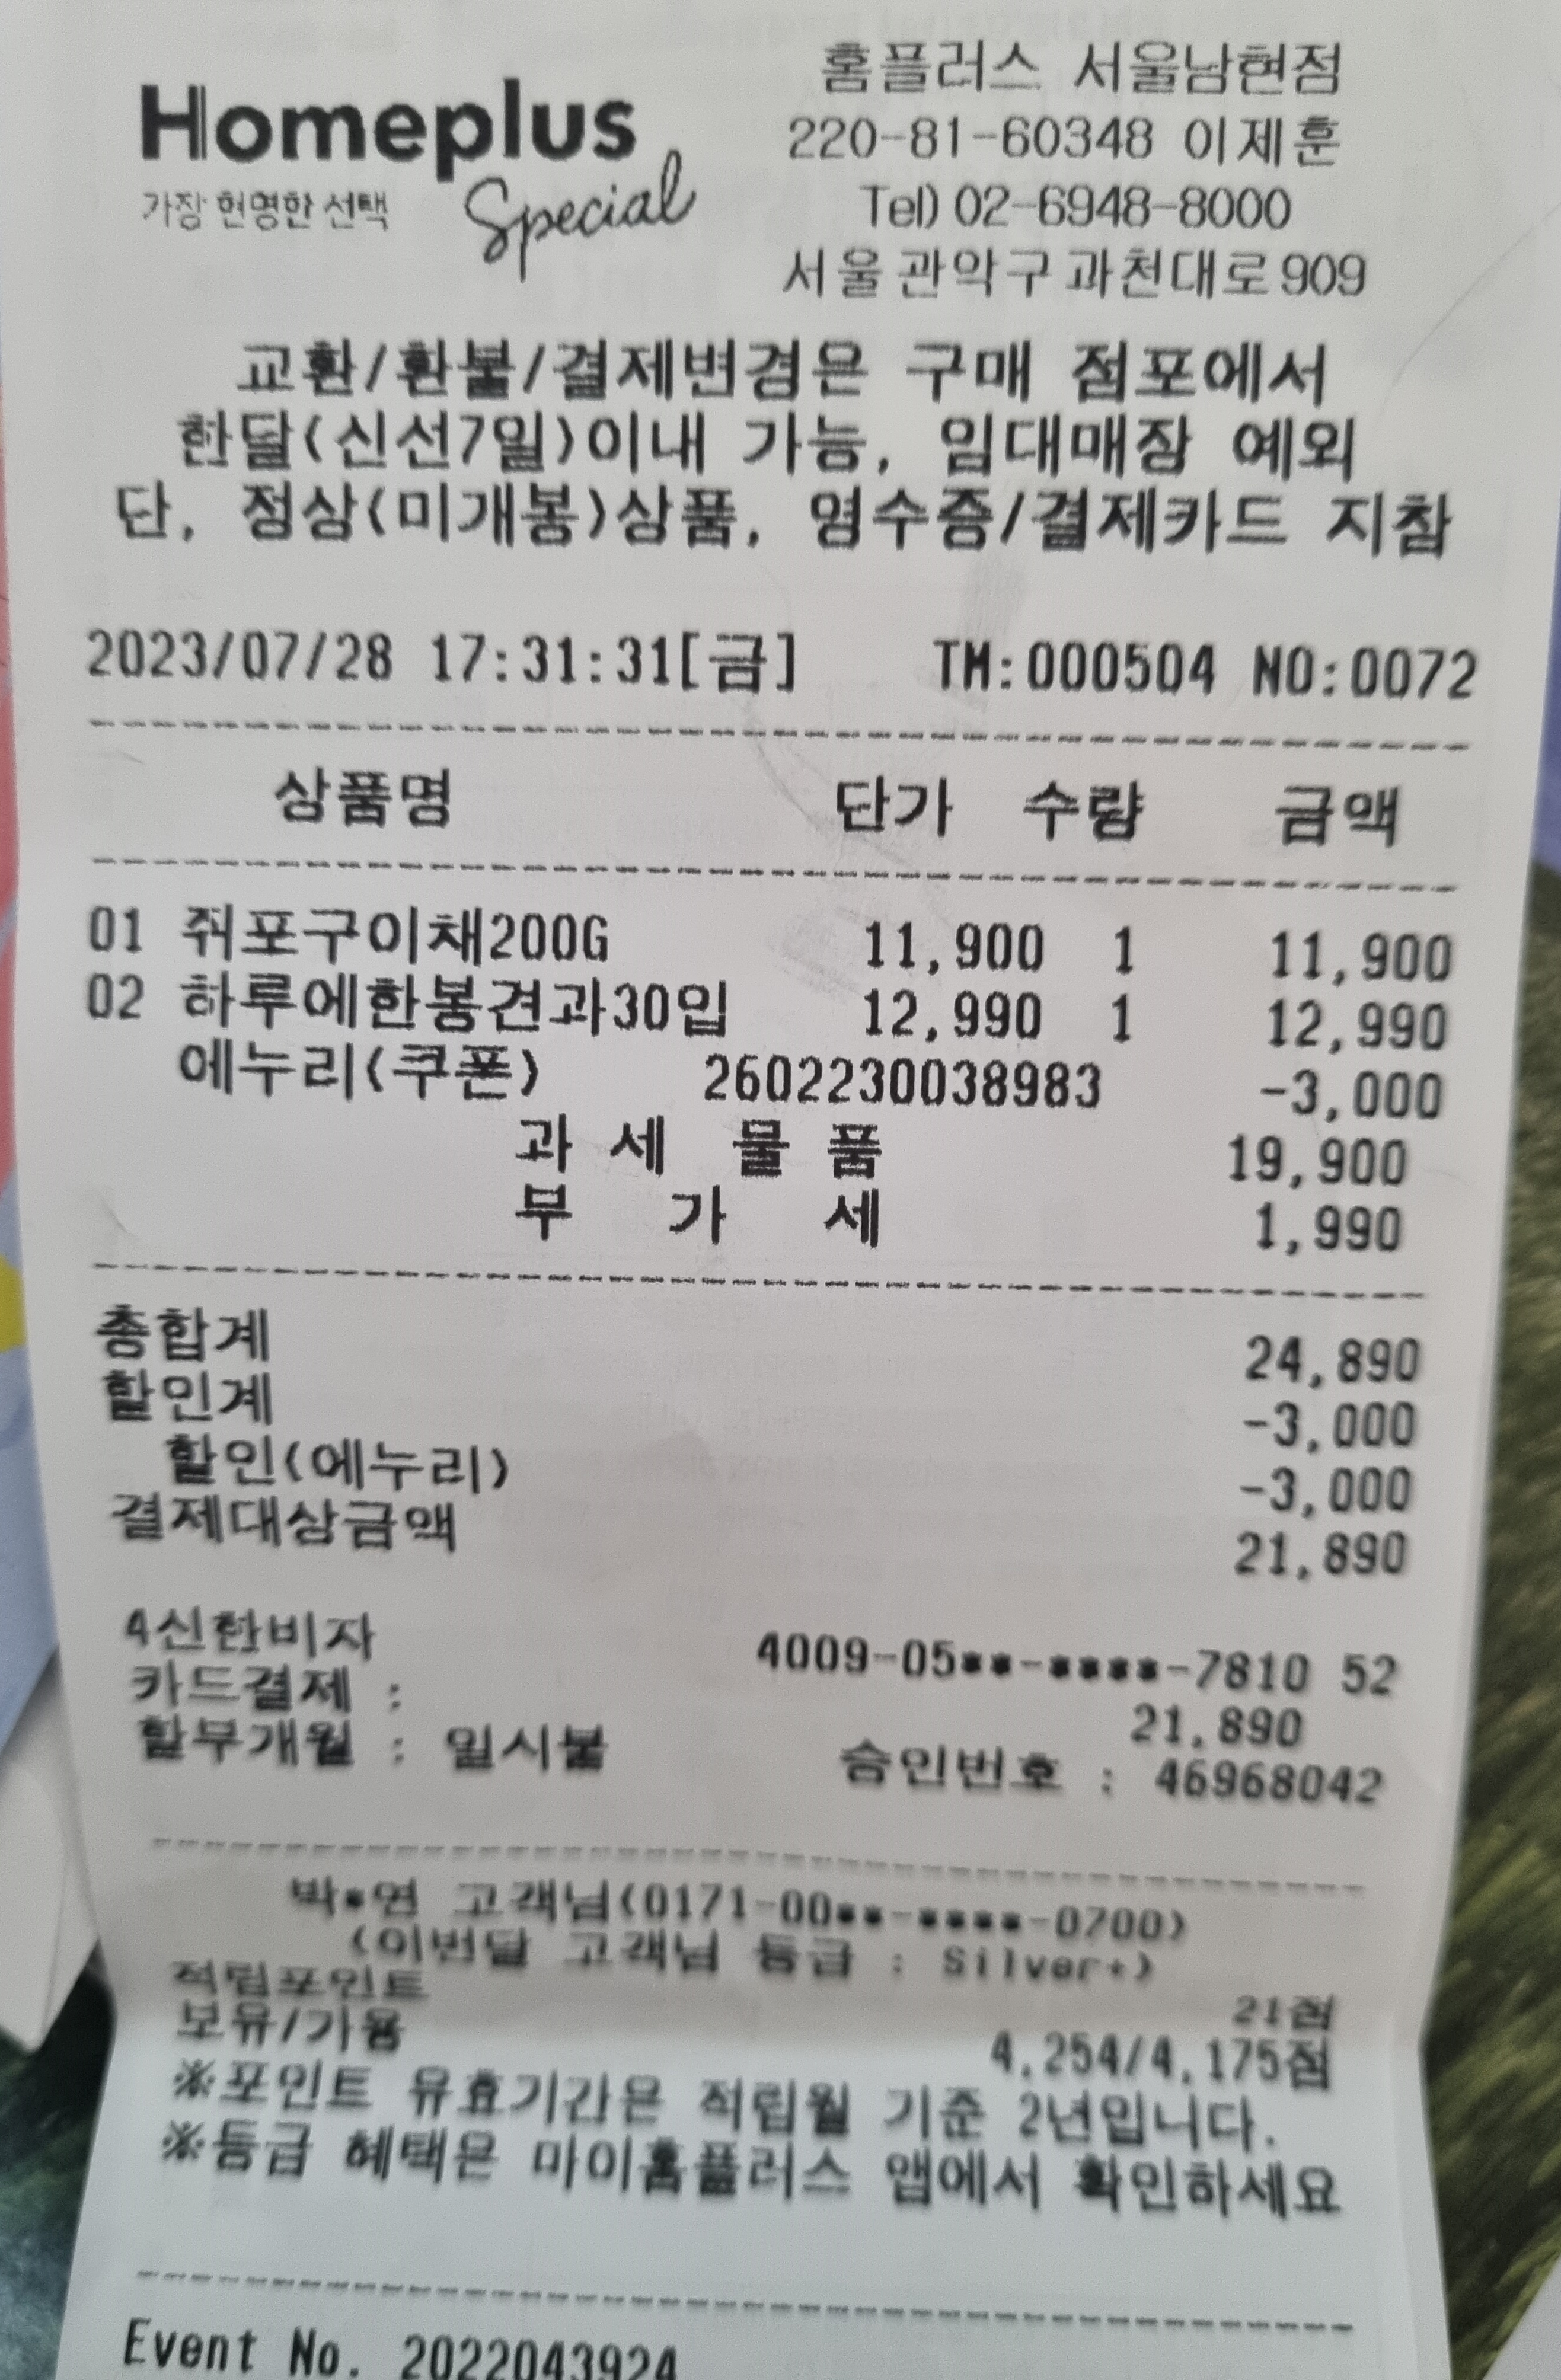 Homeplus
가장 현명한 선택 Special
홈플러스 서울남현점
220-81-60348 이제훈
Tel) 02-6948-8000
서울관악구과천대로909
교환/환불/결제변경은 구매 점포에서
한달(신선7일)이내 가능, 임대매장 예외
단, 정상(미개봉)상품, 영수증/결제카드 지참
2023/07/28 17:31:31[금] TM:000504 NO:0072
상품명 단가 수량 금액
01 쥐포구이채200G 11,900 1 11,900
02 하루에한봉견과30입 12,990 1 12,990
에누리(쿠폰) 2602230038983 -3,000
과 세 물 품 19,900
부 가 세 1,990
총합계 24,890
할인계 -3,000
할인(에누리) -3,000
결제대상금액 21,890
4신한비자 4009-05**-****-7810 52
카드결제 : 21,890
할부개월 : 일시불 승인번호 : 46968042
박*연 고객님(0171-00**-****-0700)
(이번달 고객님 등급 : Silver+)
적립포인트 21점
보유/가용 4,254/4,175점
※포인트 유효기간은 적립월 기준 2년입니다.
※등급 혜택은 마이홈플러스 앱에서 확인하세요
Event No. 2022043924